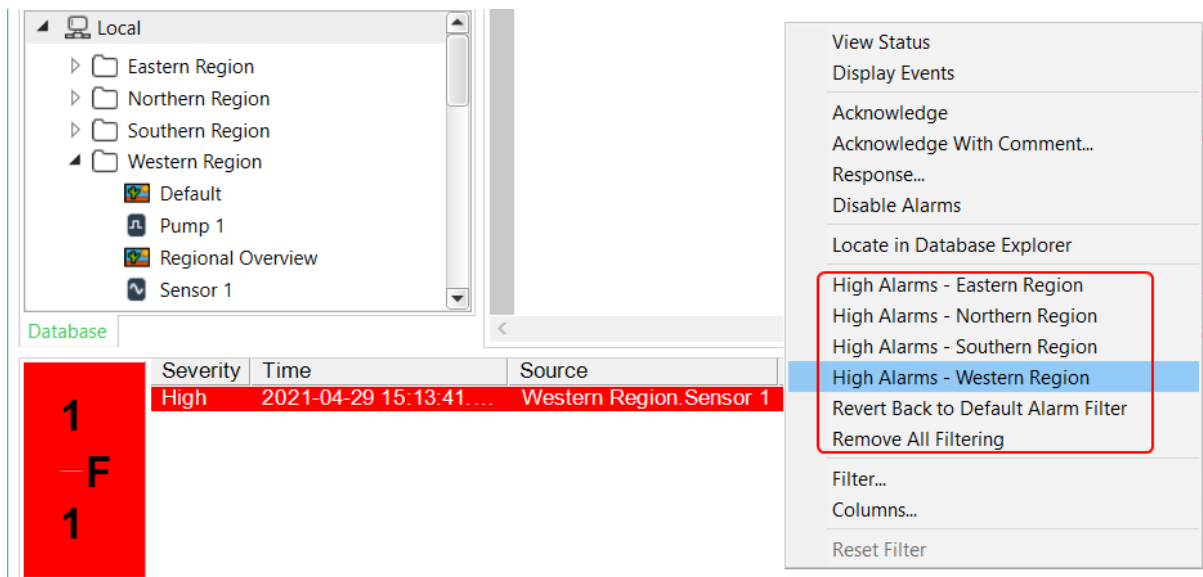 Local
Eastern Region
Northern Region
Southern Region
Western Region
Default
Pump 1
Regional Overview
Sensor 1
Database
View Status
Display Events
Acknowledge
Acknowledge With Comment...
Response...
Disable Alarms
Locate in Database Explorer
High Alarms - Eastern Region
High Alarms - Northern Region
High Alarms - Southern Region
High Alarms - Western Region
Revert Back to Default Alarm Filter
Remove All Filtering
Filter...
Columns...
Reset Filter
1
F
1
Severity Time Source
High 2021-04-29 15:13:41.... Western Region.Sensor 1